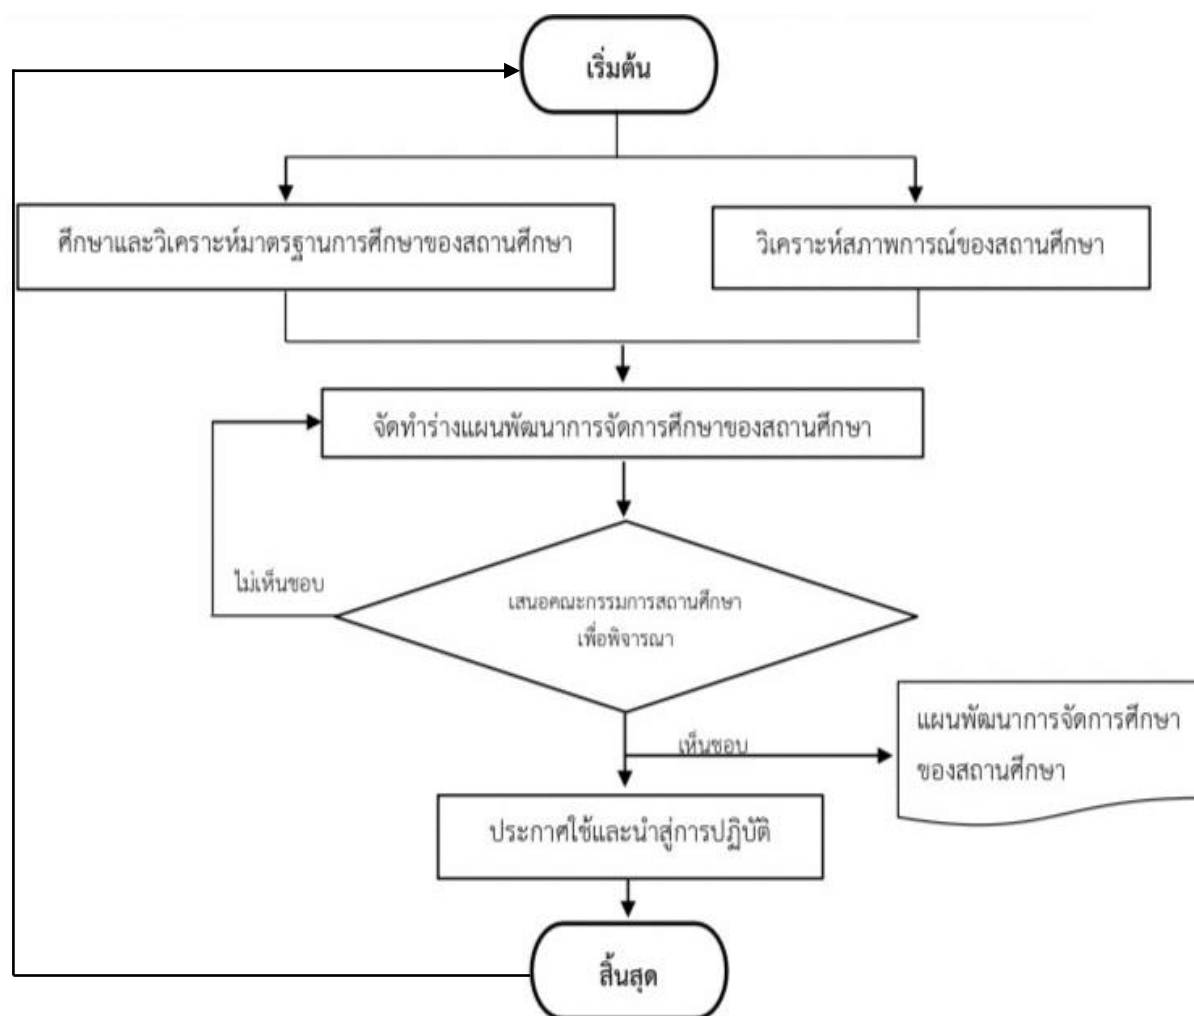 เริ่มต้น
ศึกษาและวิเคราะห์มาตรฐานการศึกษาของสถานศึกษา
วิเคราะห์สภาพการณ์ของสถานศึกษา
จัดทำร่างแผนพัฒนาการจัดการศึกษาของสถานศึกษา
ไม่เห็นชอบ
เสนอคณะกรรมการสถานศึกษา
เพื่อพิจารณา
เห็นชอบ
แผนพัฒนาการจัดการศึกษา
ของสถานศึกษา
ประกาศใช้และนำสู่การปฏิบัติ
สิ้นสุด